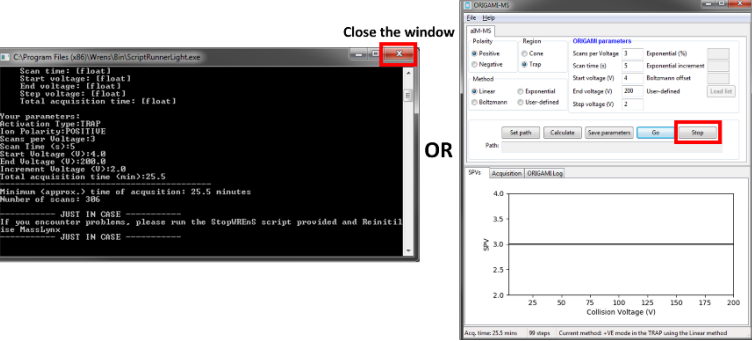 Close the window
C:\Program Files (x86)\Wrens\Bin\ScriptRunnerLight.exe
Scan time: [float]
Start voltage: [float]
End voltage: [float]
Step voltage: [float]
Total acquisition time: [float]
Your parameters:
Activation Type:TRAP
Ion Polarity:POSITIVE
Scans per Voltage:3
Scan Time (s):5
Start Voltage (V):4.0
End Voltage (V):200.0
Increment Voltage (V):2.0
Total acquisition time (min):25.5
Minimum (approx.) time of acqusition: 25.5 minutes
Number of scans: 306
JUST IN CASE
If you encounter problems, please run the StopWREnS script provided and Reinitil
ise MassLynx
JUST IN CASE
OR
ORIGAMI-MS
File Help
aIM-MS
Polarity Region ORIGAMI parameters
Positive Cone Scans per Voltage 3 Exponential (%)
Negative Trap Scan time (s) 5 Exponential increment
Method Start voltage (V) 4 Boltzmann offset
Linear Exponential End voltage (V) 200 User-defined Load list
Boltzmann User-defined Step voltage (V) 2
Set path Calculate Save parameters Go Stop
Path:
SPVs Acquisition ORIGAMI Log
4.0
3.5
3.0
2.5
2.0
SPV
25 50 75 100 125 150 175 200
Collision Voltage (V)
Acq. time: 25.5 mins 99 steps Current method: +VE mode in the TRAP using the Linear method